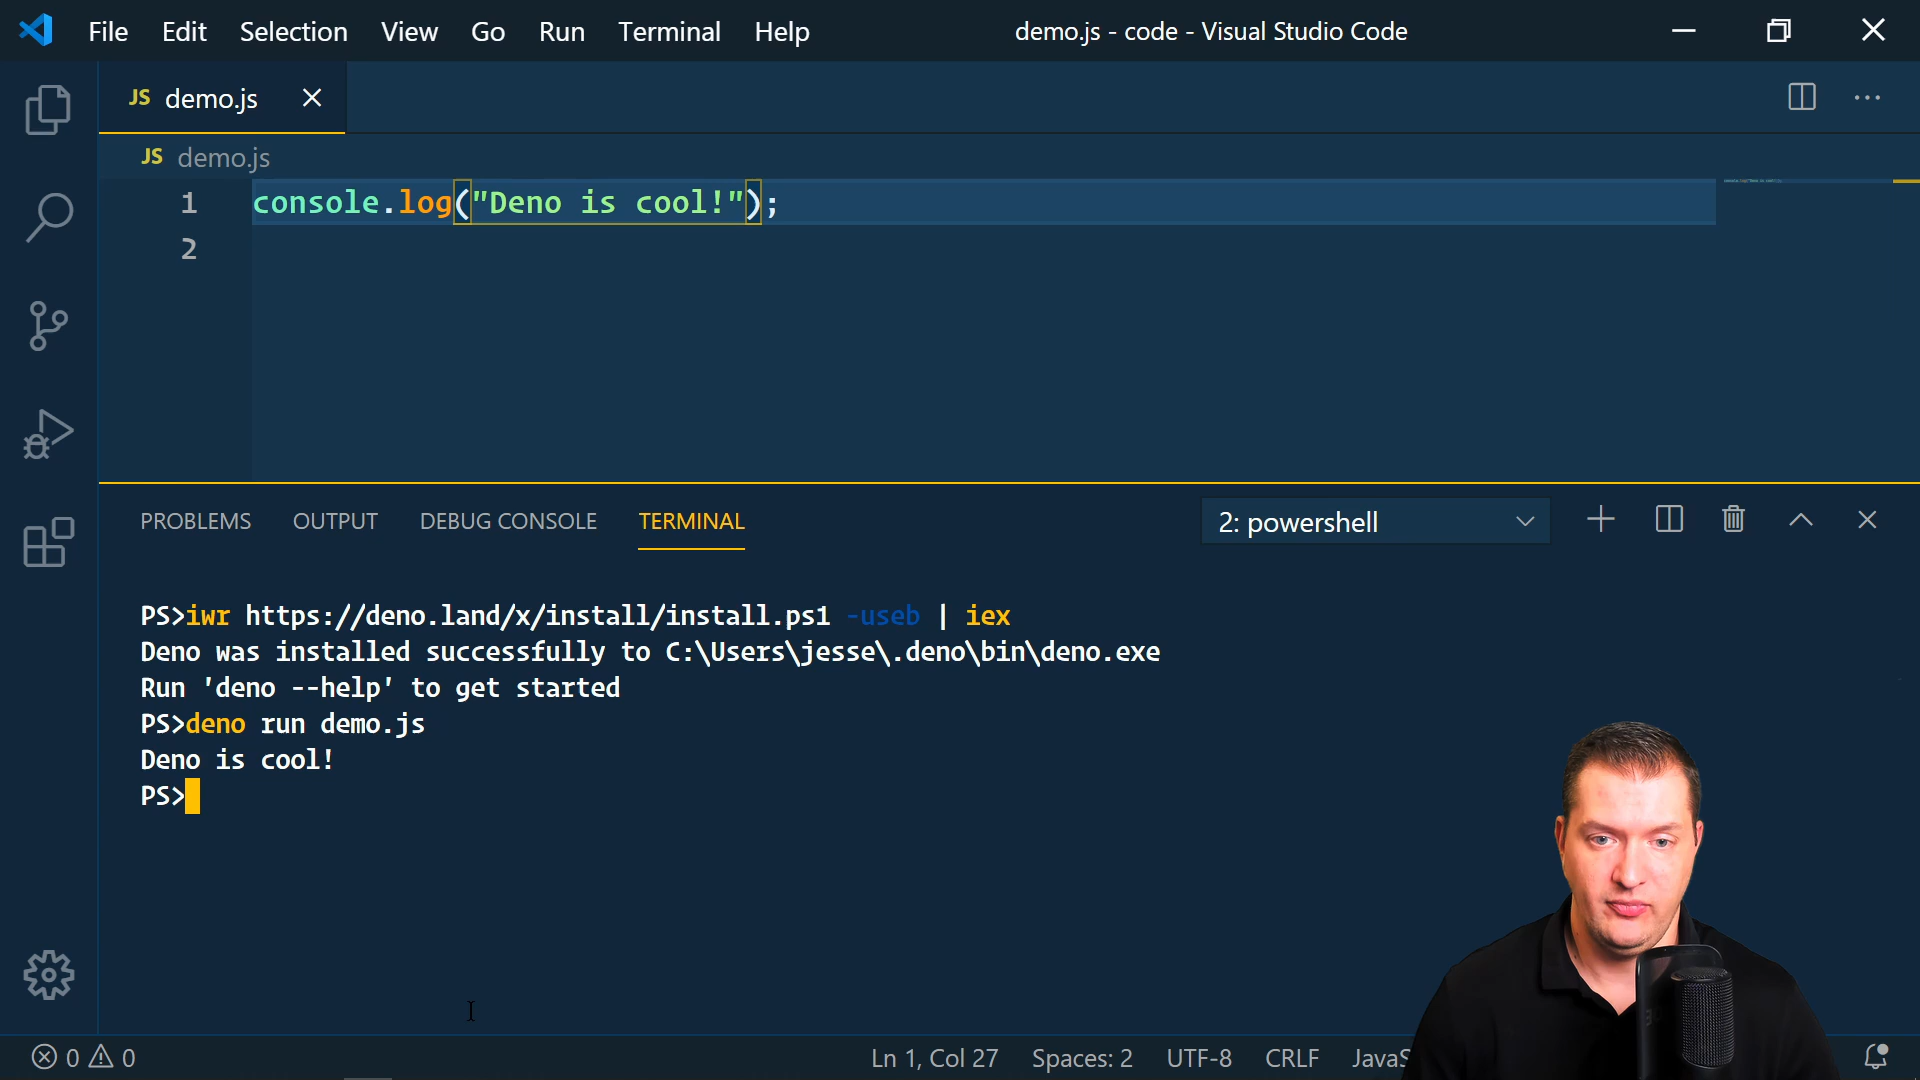 File Edit Selection View Go Run Terminal Help
demo.js - code - Visual Studio Code
JS demo.js
JS demo.js
1 console.log("Deno is cool!");
2
PROBLEMS OUTPUT DEBUG CONSOLE TERMINAL
2: powershell
PS>iwr https://deno.land/x/install/install.ps1 -useb | iex
Deno was installed successfully to C:\Users\jesse\.deno\bin\deno.exe
Run 'deno --help' to get started
PS>deno run demo.js
Deno is cool!
PS>
0 0 Ln 1, Col 27 Spaces: 2 UTF-8 CRLF JavaS